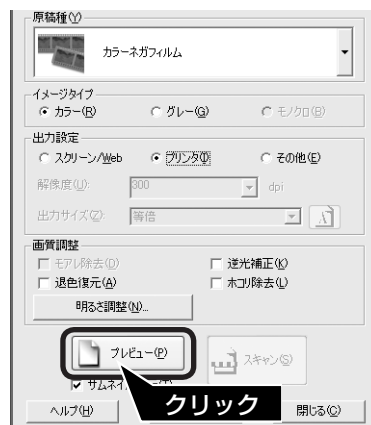 原稿種(Y)
カラーネガフィルム
イメージタイプ
カラー(R) グレー(G) モノクロ(B)
出力設定
スクリーン/Web プリンタ(I) その他(E)
解像度(U): 300 dpi
出力サイズ(Z): 等倍
画質調整
モアレ除去(D) 逆光補正(K)
退色復元(A) ホコリ除去(L)
明るさ調整(N)...
プレビュー(P) スキャン(S)
サムネイ
クリック
ヘルプ(H) 閉じる(C)